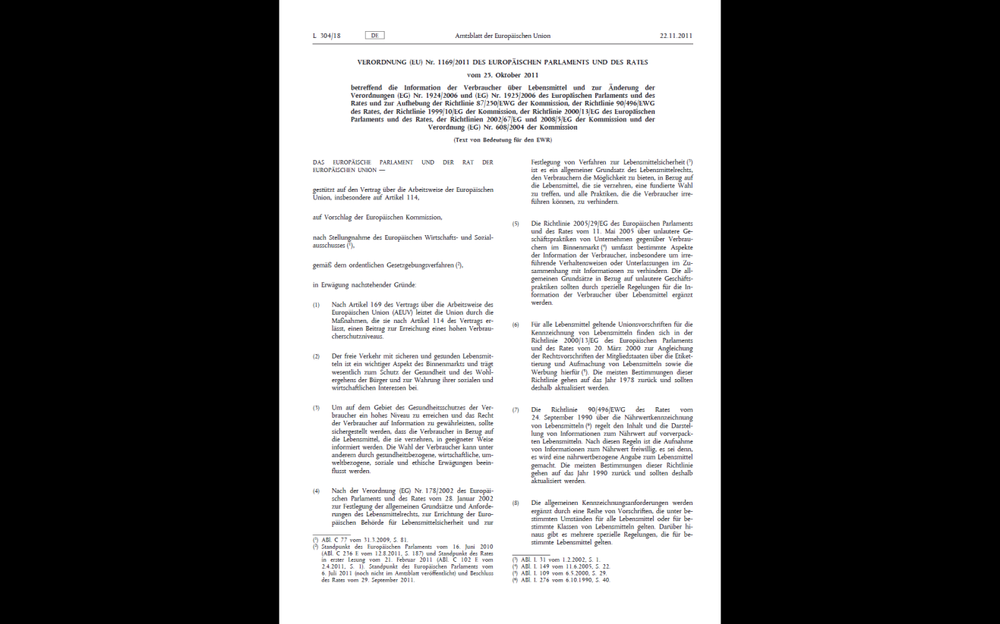 L 304/18 DE Amtsblatt der Europäischen Union 22.11.2011
VERORDNUNG (EU) Nr. 1169/2011 DES EUROPÄISCHEN PARLAMENTS UND DES RATES
vom 25. Oktober 2011
betreffend die Information der Verbraucher über Lebensmittel und zur Änderung der
Verordnungen (EG) Nr. 1924/2006 und (EG) Nr. 1925/2006 des Europäischen Parlaments und des
Rates und zur Aufhebung der Richtlinie 87/250/EWG der Kommission, der Richtlinie 90/496/EWG
des Rates, der Richtlinie 1999/10/EG der Kommission, der Richtlinie 2000/13/EG des Europäischen
Parlaments und des Rates, der Richtlinien 2002/67/EG und 2008/5/EG der Kommission und der
Verordnung (EG) Nr. 608/2004 der Kommission
(Text von Bedeutung für den EWR)
DAS EUROPÄISCHE PARLAMENT UND DER RAT DER
EUROPÄISCHEN UNION —
gestützt auf den Vertrag über die Arbeitsweise der Europäischen
Union, insbesondere auf Artikel 114,
auf Vorschlag der Europäischen Kommission,
nach Stellungnahme des Europäischen Wirtschafts- und Sozial-
ausschusses (¹),
gemäß dem ordentlichen Gesetzgebungsverfahren (²),
in Erwägung nachstehender Gründe:
(1) Nach Artikel 169 des Vertrags über die Arbeitsweise des
Europäischen Union (AEUV) leistet die Union durch die
Maßnahmen, die sie nach Artikel 114 des Vertrags er-
lässt, einen Beitrag zur Erreichung eines hohen Verbrau-
cherschutzniveaus.
(2) Der freie Verkehr mit sicheren und gesunden Lebensmit-
teln ist ein wichtiger Aspekt des Binnenmarkts und trägt
wesentlich zum Schutz der Gesundheit und des Wohl-
ergehens der Bürger und zur Wahrung ihrer sozialen und
wirtschaftlichen Interessen bei.
(3) Um auf dem Gebiet des Gesundheitsschutzes der Ver-
braucher ein hohes Niveau zu erreichen und das Recht
der Verbraucher auf Information zu gewährleisten, sollte
sichergestellt werden, dass die Verbraucher in Bezug auf
die Lebensmittel, die sie verzehren, in geeigneter Weise
informiert werden. Die Wahl der Verbraucher kann unter
anderem durch gesundheitsbezogene, wirtschaftliche, um-
weltbezogene, soziale und ethische Erwägungen beein-
flusst werden.
(4) Nach der Verordnung (EG) Nr. 178/2002 des Europäi-
schen Parlaments und des Rates vom 28. Januar 2002
zur Festlegung der allgemeinen Grundsätze und Anforde-
rungen des Lebensmittelrechts, zur Errichtung der Euro-
päischen Behörde für Lebensmittelsicherheit und zur
(¹) ABl. C 77 vom 31.3.2009, S. 81.
(²) Standpunkt des Europäischen Parlaments vom 16. Juni 2010
(ABl. C 236 E vom 12.8.2011, S. 187) und Standpunkt des Rates
in erster Lesung vom 21. Februar 2011 (ABl. C 102 E vom
2.4.2011, S. 1). Standpunkt des Europäischen Parlaments vom
6. Juli 2011 (noch nicht im Amtsblatt veröffentlicht) und Beschluss
des Rates vom 29. September 2011.
Festlegung von Verfahren zur Lebensmittelsicherheit (³)
ist es ein allgemeiner Grundsatz des Lebensmittelrechts,
den Verbrauchern die Möglichkeit zu bieten, in Bezug auf
die Lebensmittel, die sie verzehren, eine fundierte Wahl
zu treffen, und alle Praktiken, die die Verbraucher irre-
führen können, zu verhindern.
(5) Die Richtlinie 2005/29/EG des Europäischen Parlaments
und des Rates vom 11. Mai 2005 über unlautere Ge-
schäftspraktiken von Unternehmen gegenüber Verbrau-
chern im Binnenmarkt (⁴) umfasst bestimmte Aspekte
der Information der Verbraucher, insbesondere um irre-
führende Verhaltensweisen oder Unterlassungen im Zu-
sammenhang mit Informationen zu verhindern. Die all-
gemeinen Grundsätze in Bezug auf unlautere Geschäfts-
praktiken sollten durch spezielle Regelungen für die In-
formation der Verbraucher über Lebensmittel ergänzt
werden.
(6) Für alle Lebensmittel geltende Unionsvorschriften für die
Kennzeichnung von Lebensmitteln finden sich in der
Richtlinie 2000/13/EG des Europäischen Parlaments
und des Rates vom 20. März 2000 zur Angleichung
der Rechtsvorschriften der Mitgliedstaaten über die Etiket-
tierung und Aufmachung von Lebensmitteln sowie die
Werbung hierfür (⁵). Die meisten Bestimmungen dieser
Richtlinie gehen auf das Jahr 1978 zurück und sollten
deshalb aktualisiert werden.
(7) Die Richtlinie 90/496/EWG des Rates vom
24. September 1990 über die Nährwertkennzeichnung
von Lebensmitteln (⁶) regelt den Inhalt und die Darstel-
lung von Informationen zum Nährwert auf vorverpack-
ten Lebensmitteln. Nach diesen Regeln ist die Aufnahme
von Informationen zum Nährwert freiwillig, es sei denn,
es wird eine nährwertbezogene Angabe zum Lebensmittel
gemacht. Die meisten Bestimmungen dieser Richtlinie
gehen auf das Jahr 1990 zurück und sollten deshalb
aktualisiert werden.
(8) Die allgemeinen Kennzeichnungsanforderungen werden
ergänzt durch eine Reihe von Vorschriften, die unter be-
stimmten Umständen für alle Lebensmittel oder für be-
stimmte Klassen von Lebensmitteln gelten. Darüber hi-
naus gibt es mehrere spezielle Regelungen, die für be-
stimmte Lebensmittel gelten.
(³) ABl. L 31 vom 1.2.2002, S. 1.
(⁴) ABl. L 149 vom 11.6.2005, S. 22.
(⁵) ABl. L 109 vom 6.5.2000, S. 29.
(⁶) ABl. L 276 vom 6.10.1990, S. 40.